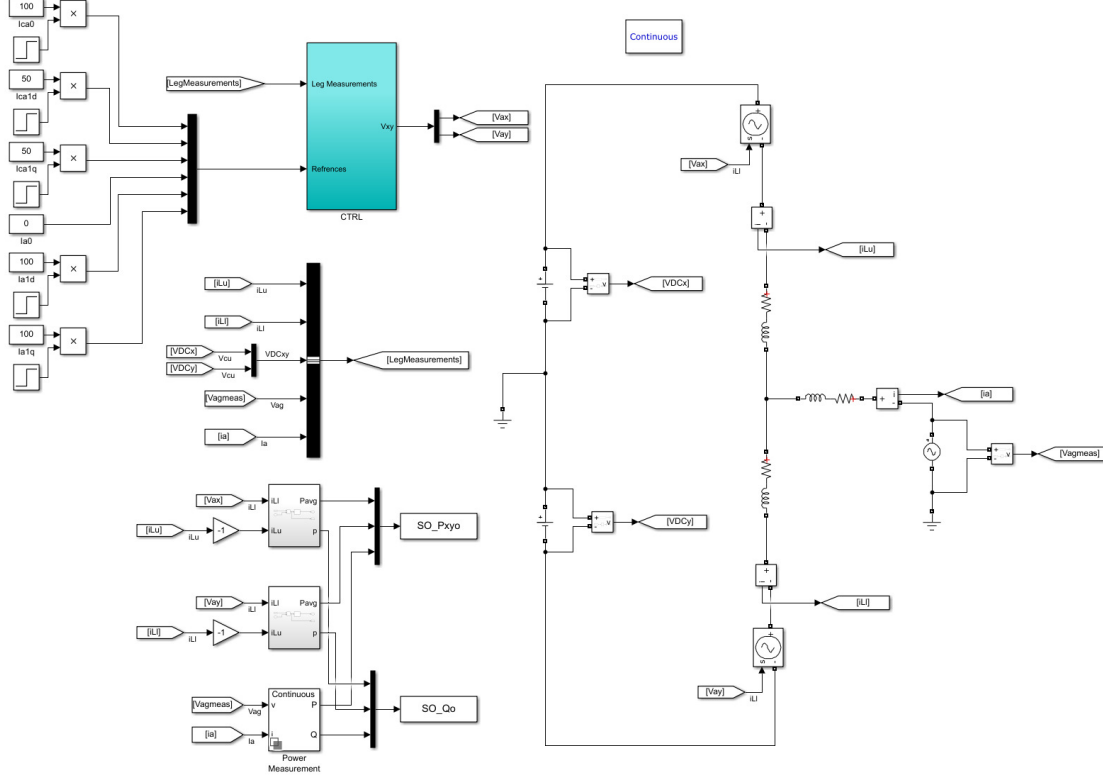 100
Ica0
×
50
Ica1d
×
50
Ica1q
×
0
Ia0
100
Ia1d
×
100
Ia1q
×
[LegMeasurements]
Leg Measurements
Refrences
Vxy
CTRL
[Vax]
[Vay]
[iLu]
iLu
[iLl]
iLl
[VDCx]
Vcu
[VDCy]
Vcu
VDCxy
[Vagmeas]
Vag
[ia]
Ia
[LegMeasurements]
[Vax]
iLl
[iLu]
iLu
-1
iLl
iLu
Pavg
p
SO_Pxyo
[Vay]
iLl
[iLl]
iLl
-1
iLl
iLu
Pavg
p
[Vagmeas]
Vag
[ia]
Ia
Continuous
v
i
P
Q
Power
Measurement
SO_Qo
Continuous
+
s
-
[Vax]
iLl
+
i
-
[iLu]
+
+
-
v
[VDCx]
+
i
-
[ia]
+
-
v
[Vagmeas]
+
+
-
v
[VDCy]
+
i
-
[iLl]
+
s
-
[Vay]
iLl